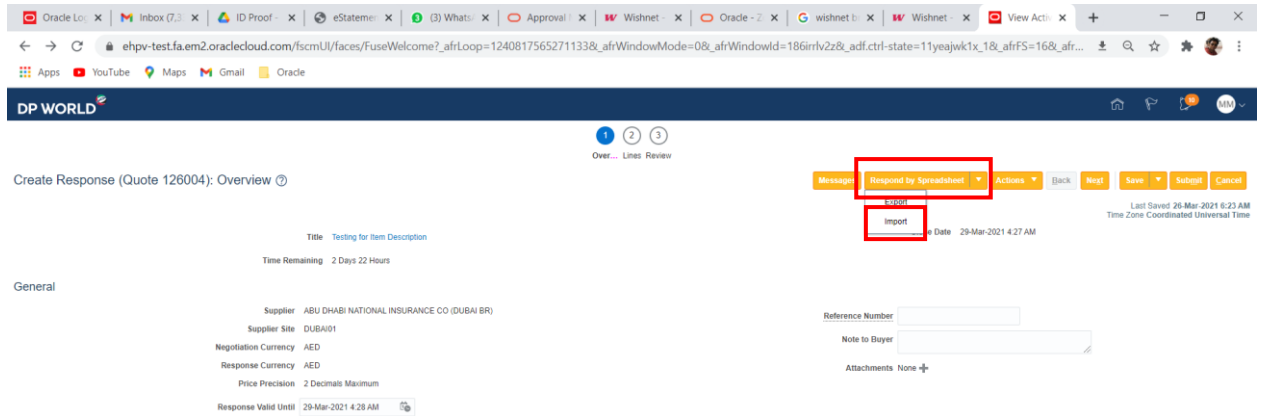 Oracle Log
Inbox (7,3
ID Proof -
eStatemen
(3) Whats
Approval
Wishnet -
Oracle - Z
wishnet b
Wishnet -
View Activ
ehpv-test.fa.em2.oraclecloud.com/fscmUI/faces/FuseWelcome?_afrLoop=1240817565271133&_afrWindowMode=0&_afrWindowId=186irrlv2z&_adf.ctrl-state=11yeajwk1x_1&_afrFS=16&_afr...
Apps YouTube Maps Gmail Oracle
DP WORLD
10
MM
1 2 3
Over... Lines Review
Create Response (Quote 126004): Overview
Messages Respond by Spreadsheet Actions Back Next Save Submit Cancel
Export
Import
Last Saved 26-Mar-2021 6:23 AM
Time Zone Coordinated Universal Time
Title Testing for Item Description
Date 29-Mar-2021 4:27 AM
Time Remaining 2 Days 22 Hours
General
Supplier ABU DHABI NATIONAL INSURANCE CO (DUBAI BR)
Reference Number
Supplier Site DUBAI01
Note to Buyer
Negotiation Currency AED
Response Currency AED
Attachments None
Price Precision 2 Decimals Maximum
Response Valid Until 29-Mar-2021 4:28 AM